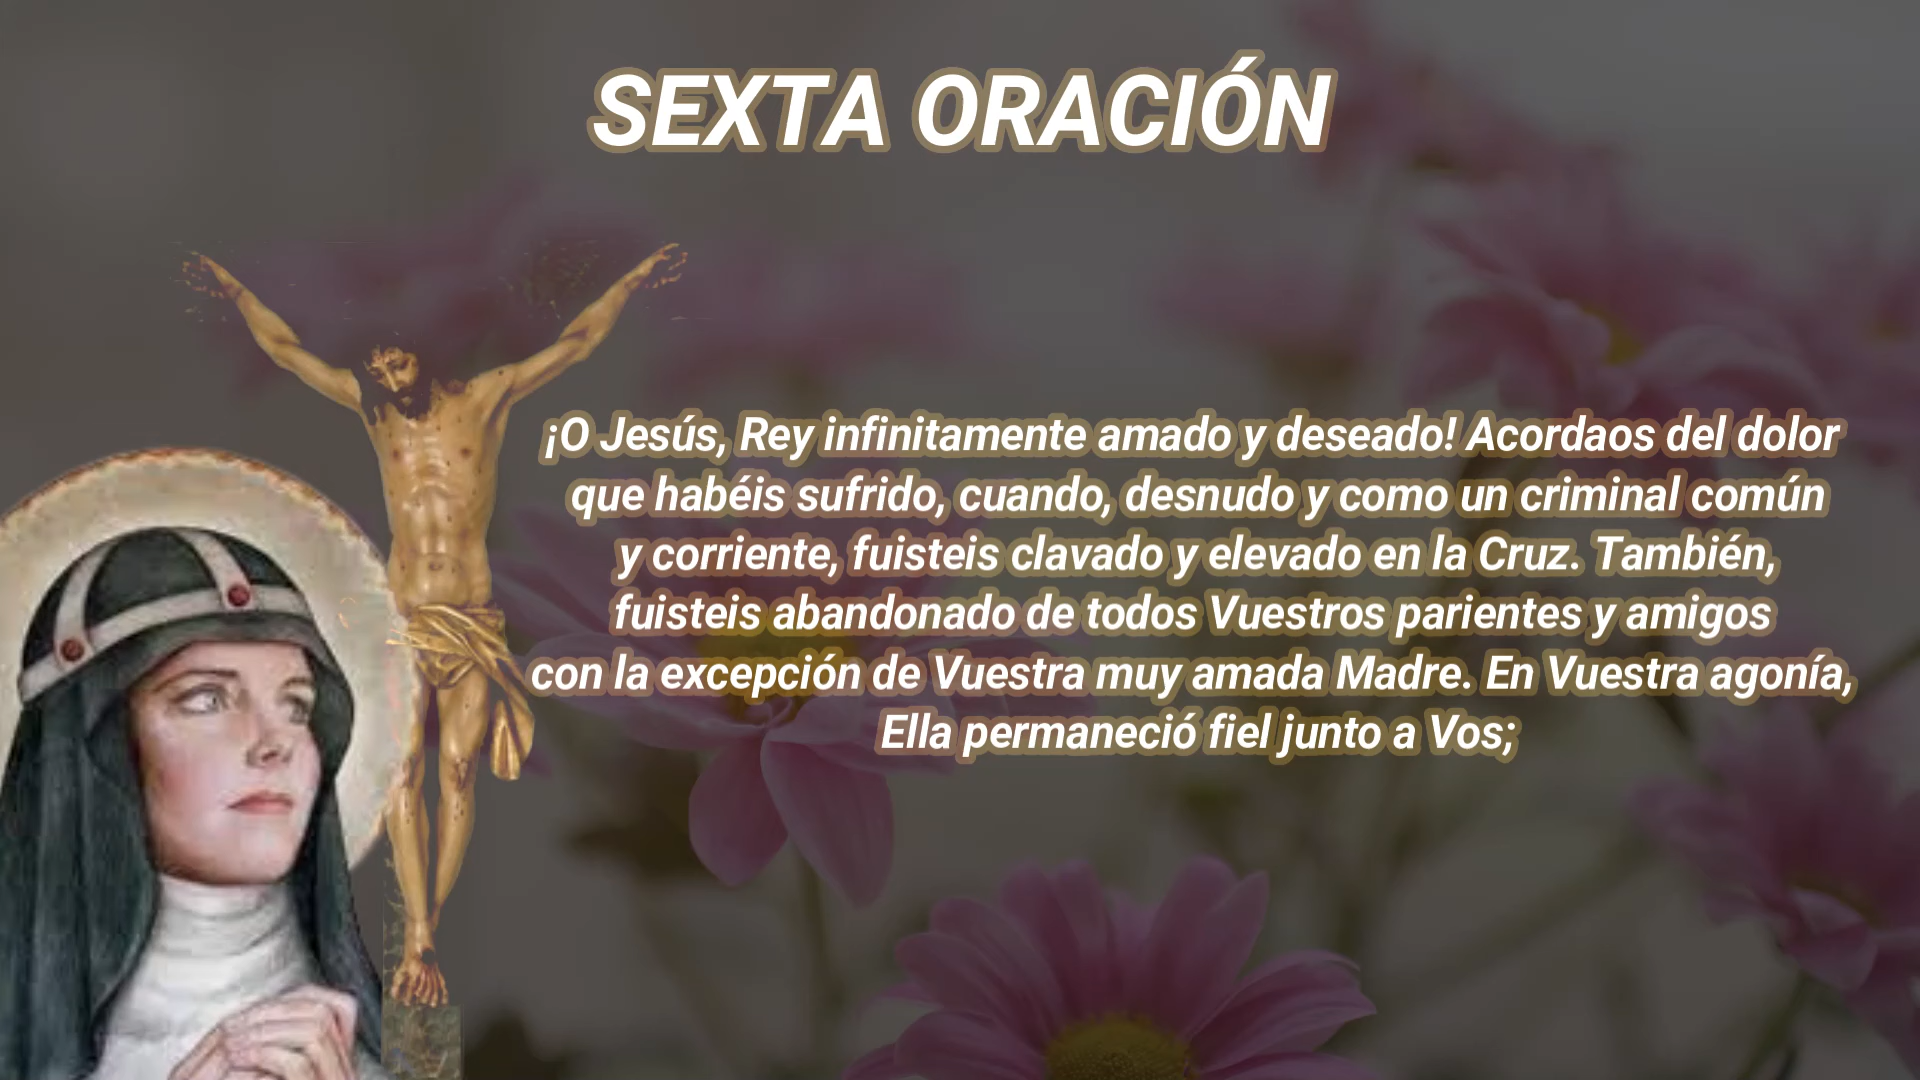 SEXTA ORACIÓN
¡O Jesús, Rey infinitamente amado y deseado! Acordaos del dolor
que habéis sufrido, cuando, desnudo y como un criminal común
y corriente, fuisteis clavado y elevado en la Cruz. También,
fuisteis abandonado de todos Vuestros parientes y amigos
con la excepción de Vuestra muy amada Madre. En Vuestra agonía,
Ella permaneció fiel junto a Vos;